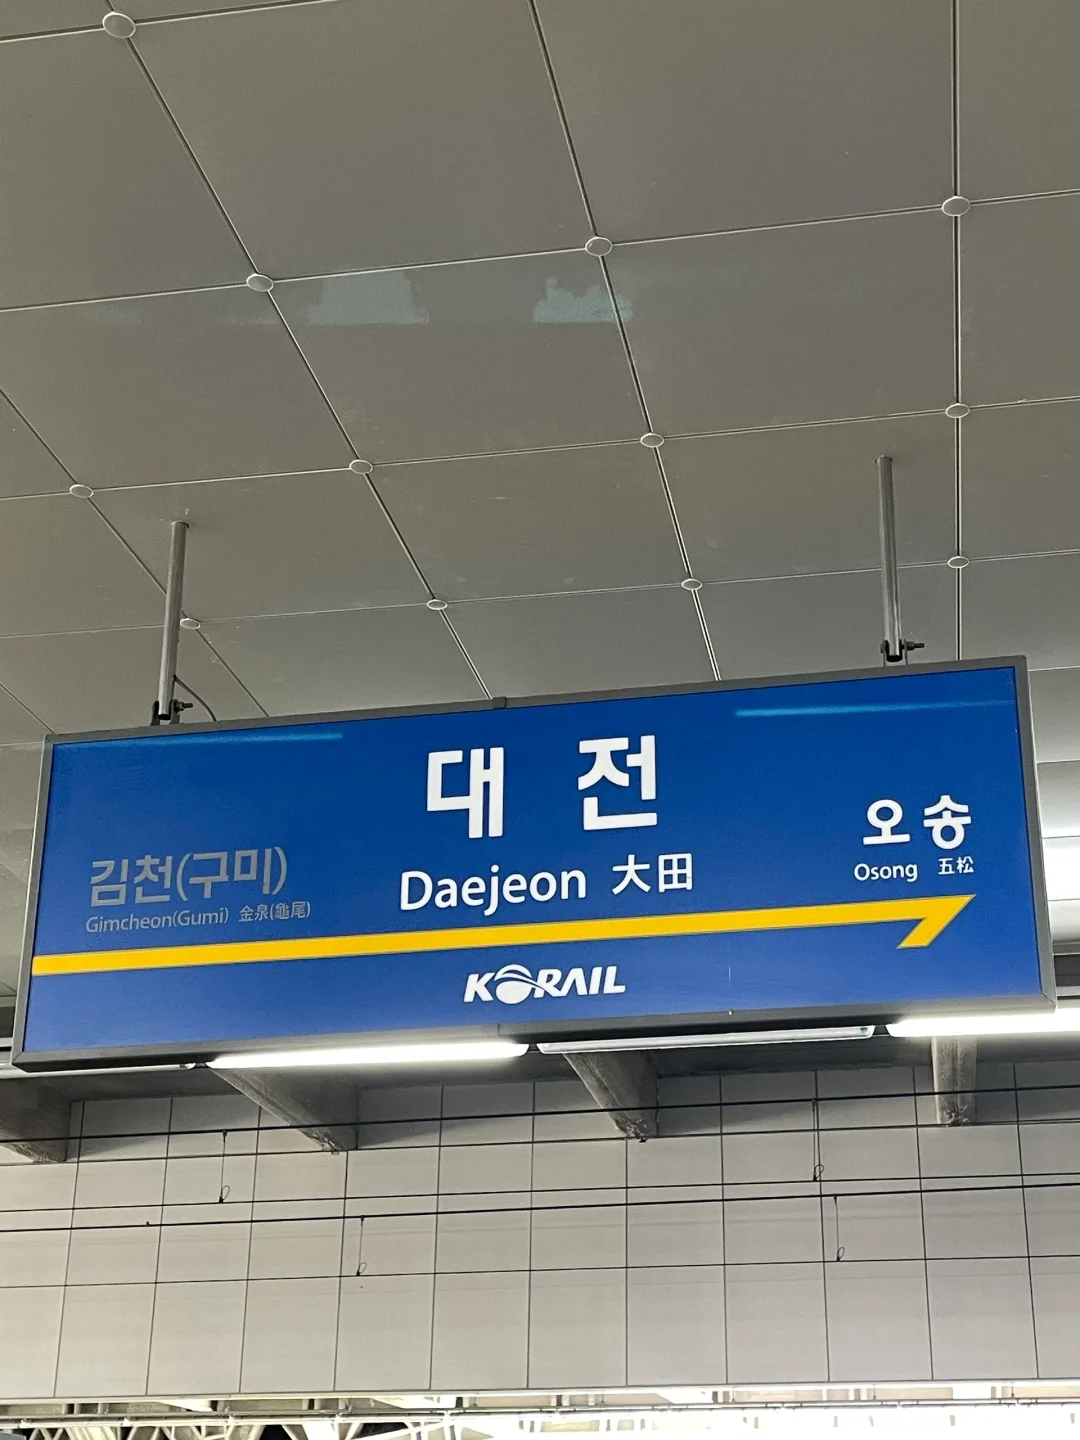 대전
Daejeon 大田
김천(구미)
Gimcheon(Gumi) 金泉(龜尾)
오송
Osong 五松
KORAIL